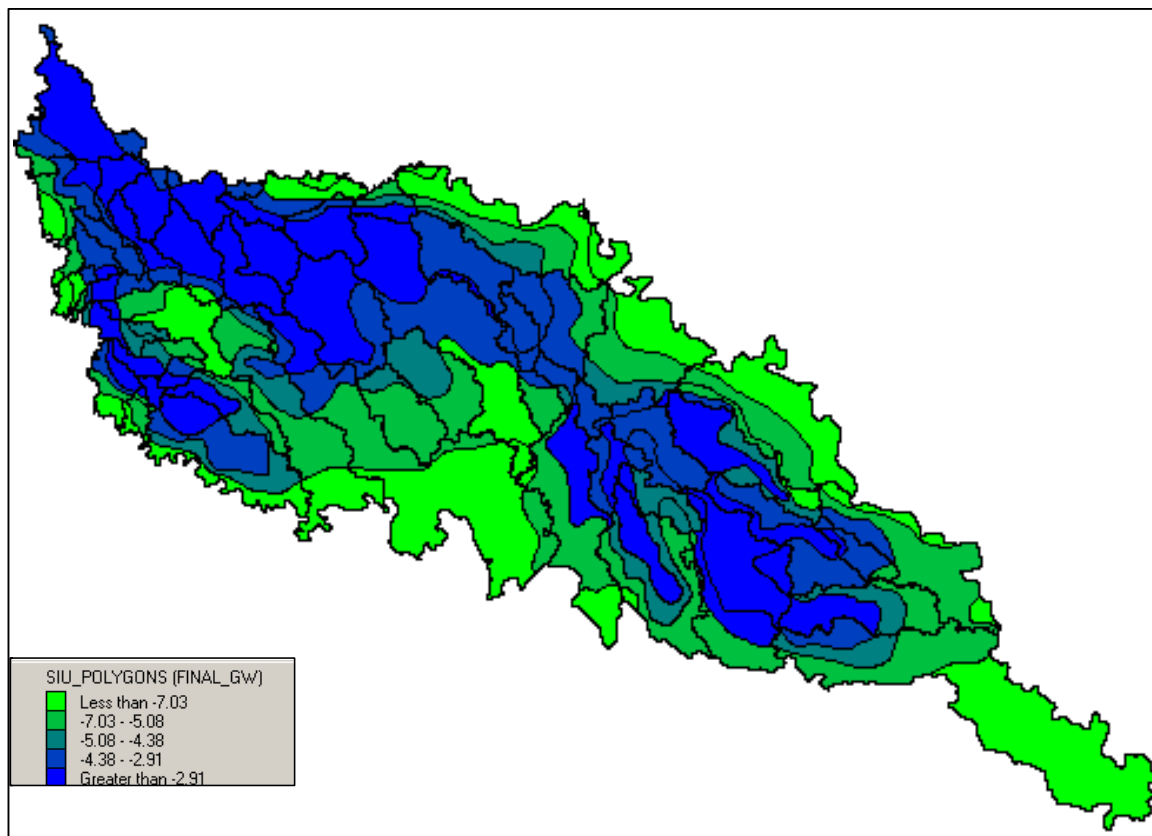 SIU_POLYGONS (FINAL_GW)
Less than -7.03
-7.03 - -5.08
-5.08 - -4.38
-4.38 - -2.91
Greater than -2.91